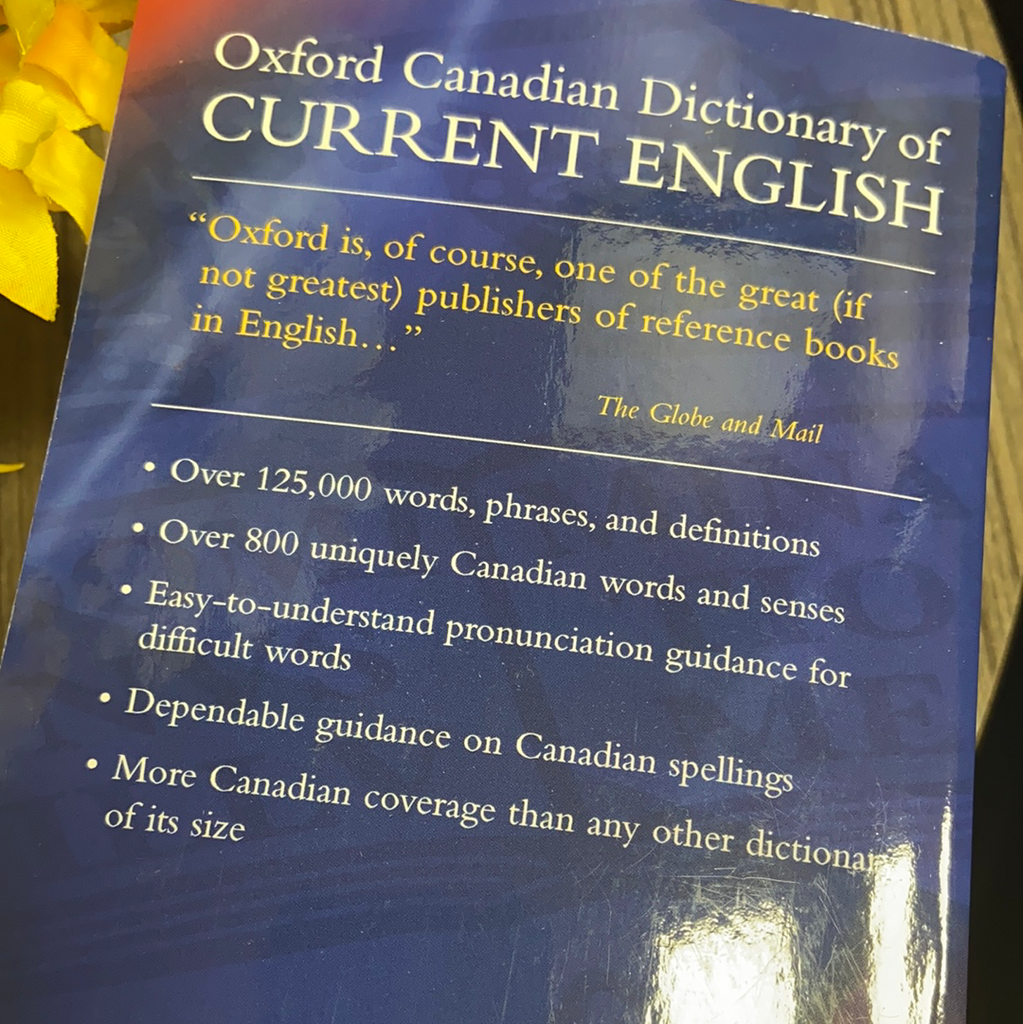 Oxford Canadian Dictionary of
CURRENT ENGLISH
“Oxford is, of course, one of the great (if
not greatest) publishers of reference books
in English…”
The Globe and Mail
• Over 125,000 words, phrases, and definitions
• Over 800 uniquely Canadian words and senses
• Easy-to-understand pronunciation guidance for
difficult words
• Dependable guidance on Canadian spellings
• More Canadian coverage than any other dictionary
of its size